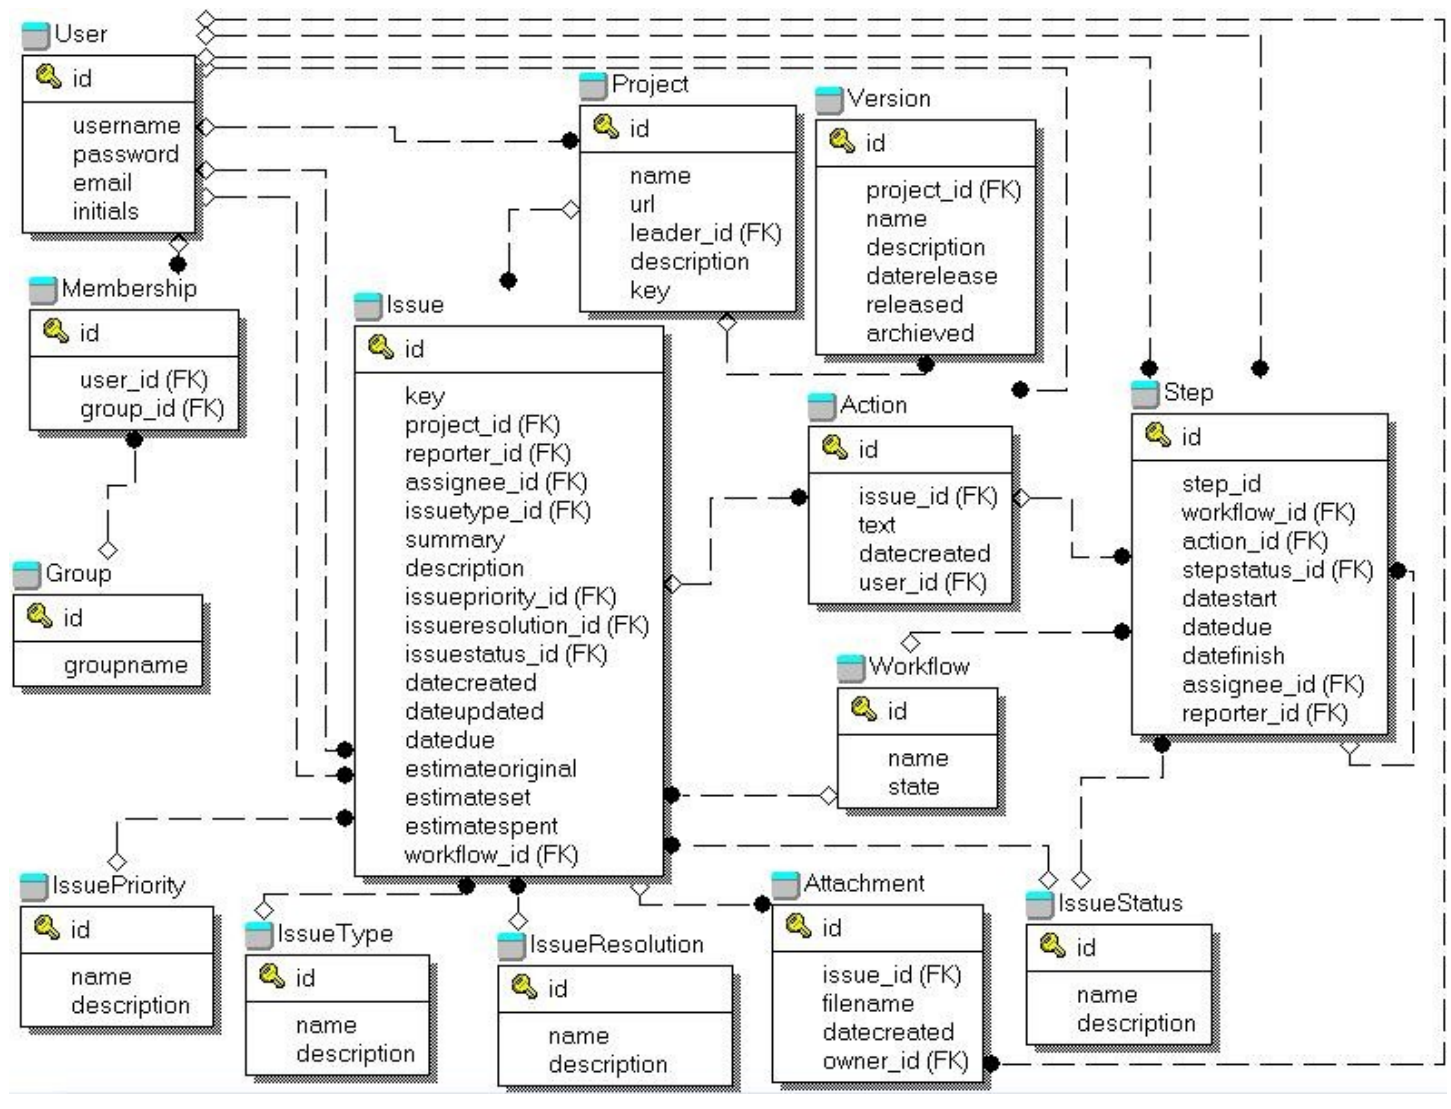 User
id
username
password
email
initials
Project
id
name
url
leader_id (FK)
description
key
Version
id
project_id (FK)
name
description
daterelease
released
archieved
Membership
id
user_id (FK)
group_id (FK)
Issue
id
key
project_id (FK)
reporter_id (FK)
assignee_id (FK)
issuetype_id (FK)
summary
description
issuepriority_id (FK)
issueresolution_id (FK)
issuestatus_id (FK)
datecreated
dateupdated
datedue
estimateoriginal
estimateset
estimatespent
workflow_id (FK)
Action
id
issue_id (FK)
text
datecreated
user_id (FK)
Step
id
step_id
workflow_id (FK)
action_id (FK)
stepstatus_id (FK)
datestart
datedue
datefinish
assignee_id (FK)
reporter_id (FK)
Group
id
groupname
Workflow
id
name
state
IssuePriority
id
name
description
IssueType
id
name
description
IssueResolution
id
name
description
Attachment
id
issue_id (FK)
filename
datecreated
owner_id (FK)
IssueStatus
id
name
description